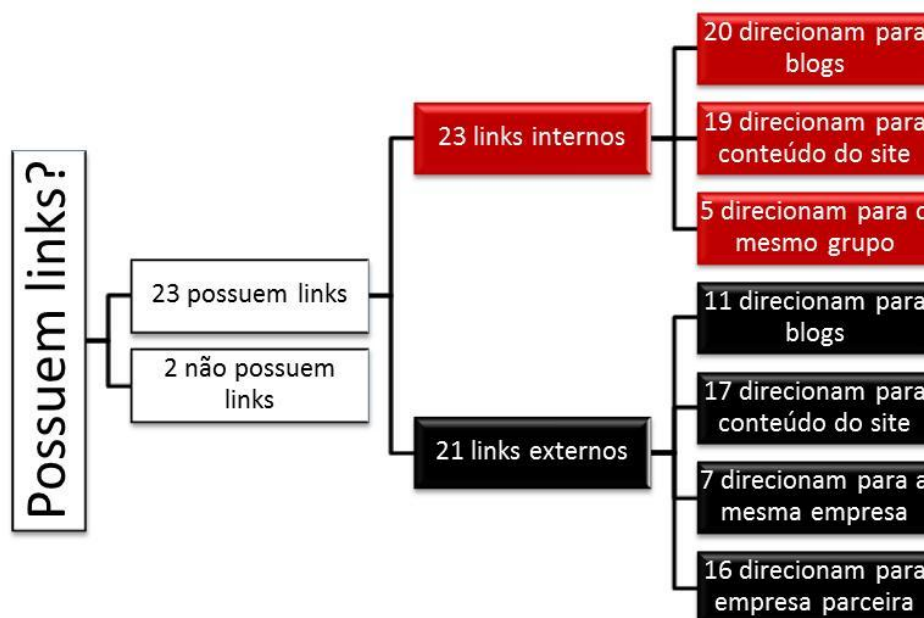 Possuem links?
23 possuem links
2 não possuem
links
23 links internos
20 direcionam para
blogs
19 direcionam para
conteúdo do site
5 direcionam para o
mesmo grupo
21 links externos
11 direcionam para
blogs
17 direcionam para
conteúdo do site
7 direcionam para a
mesma empresa
16 direcionam para
empresa parceira